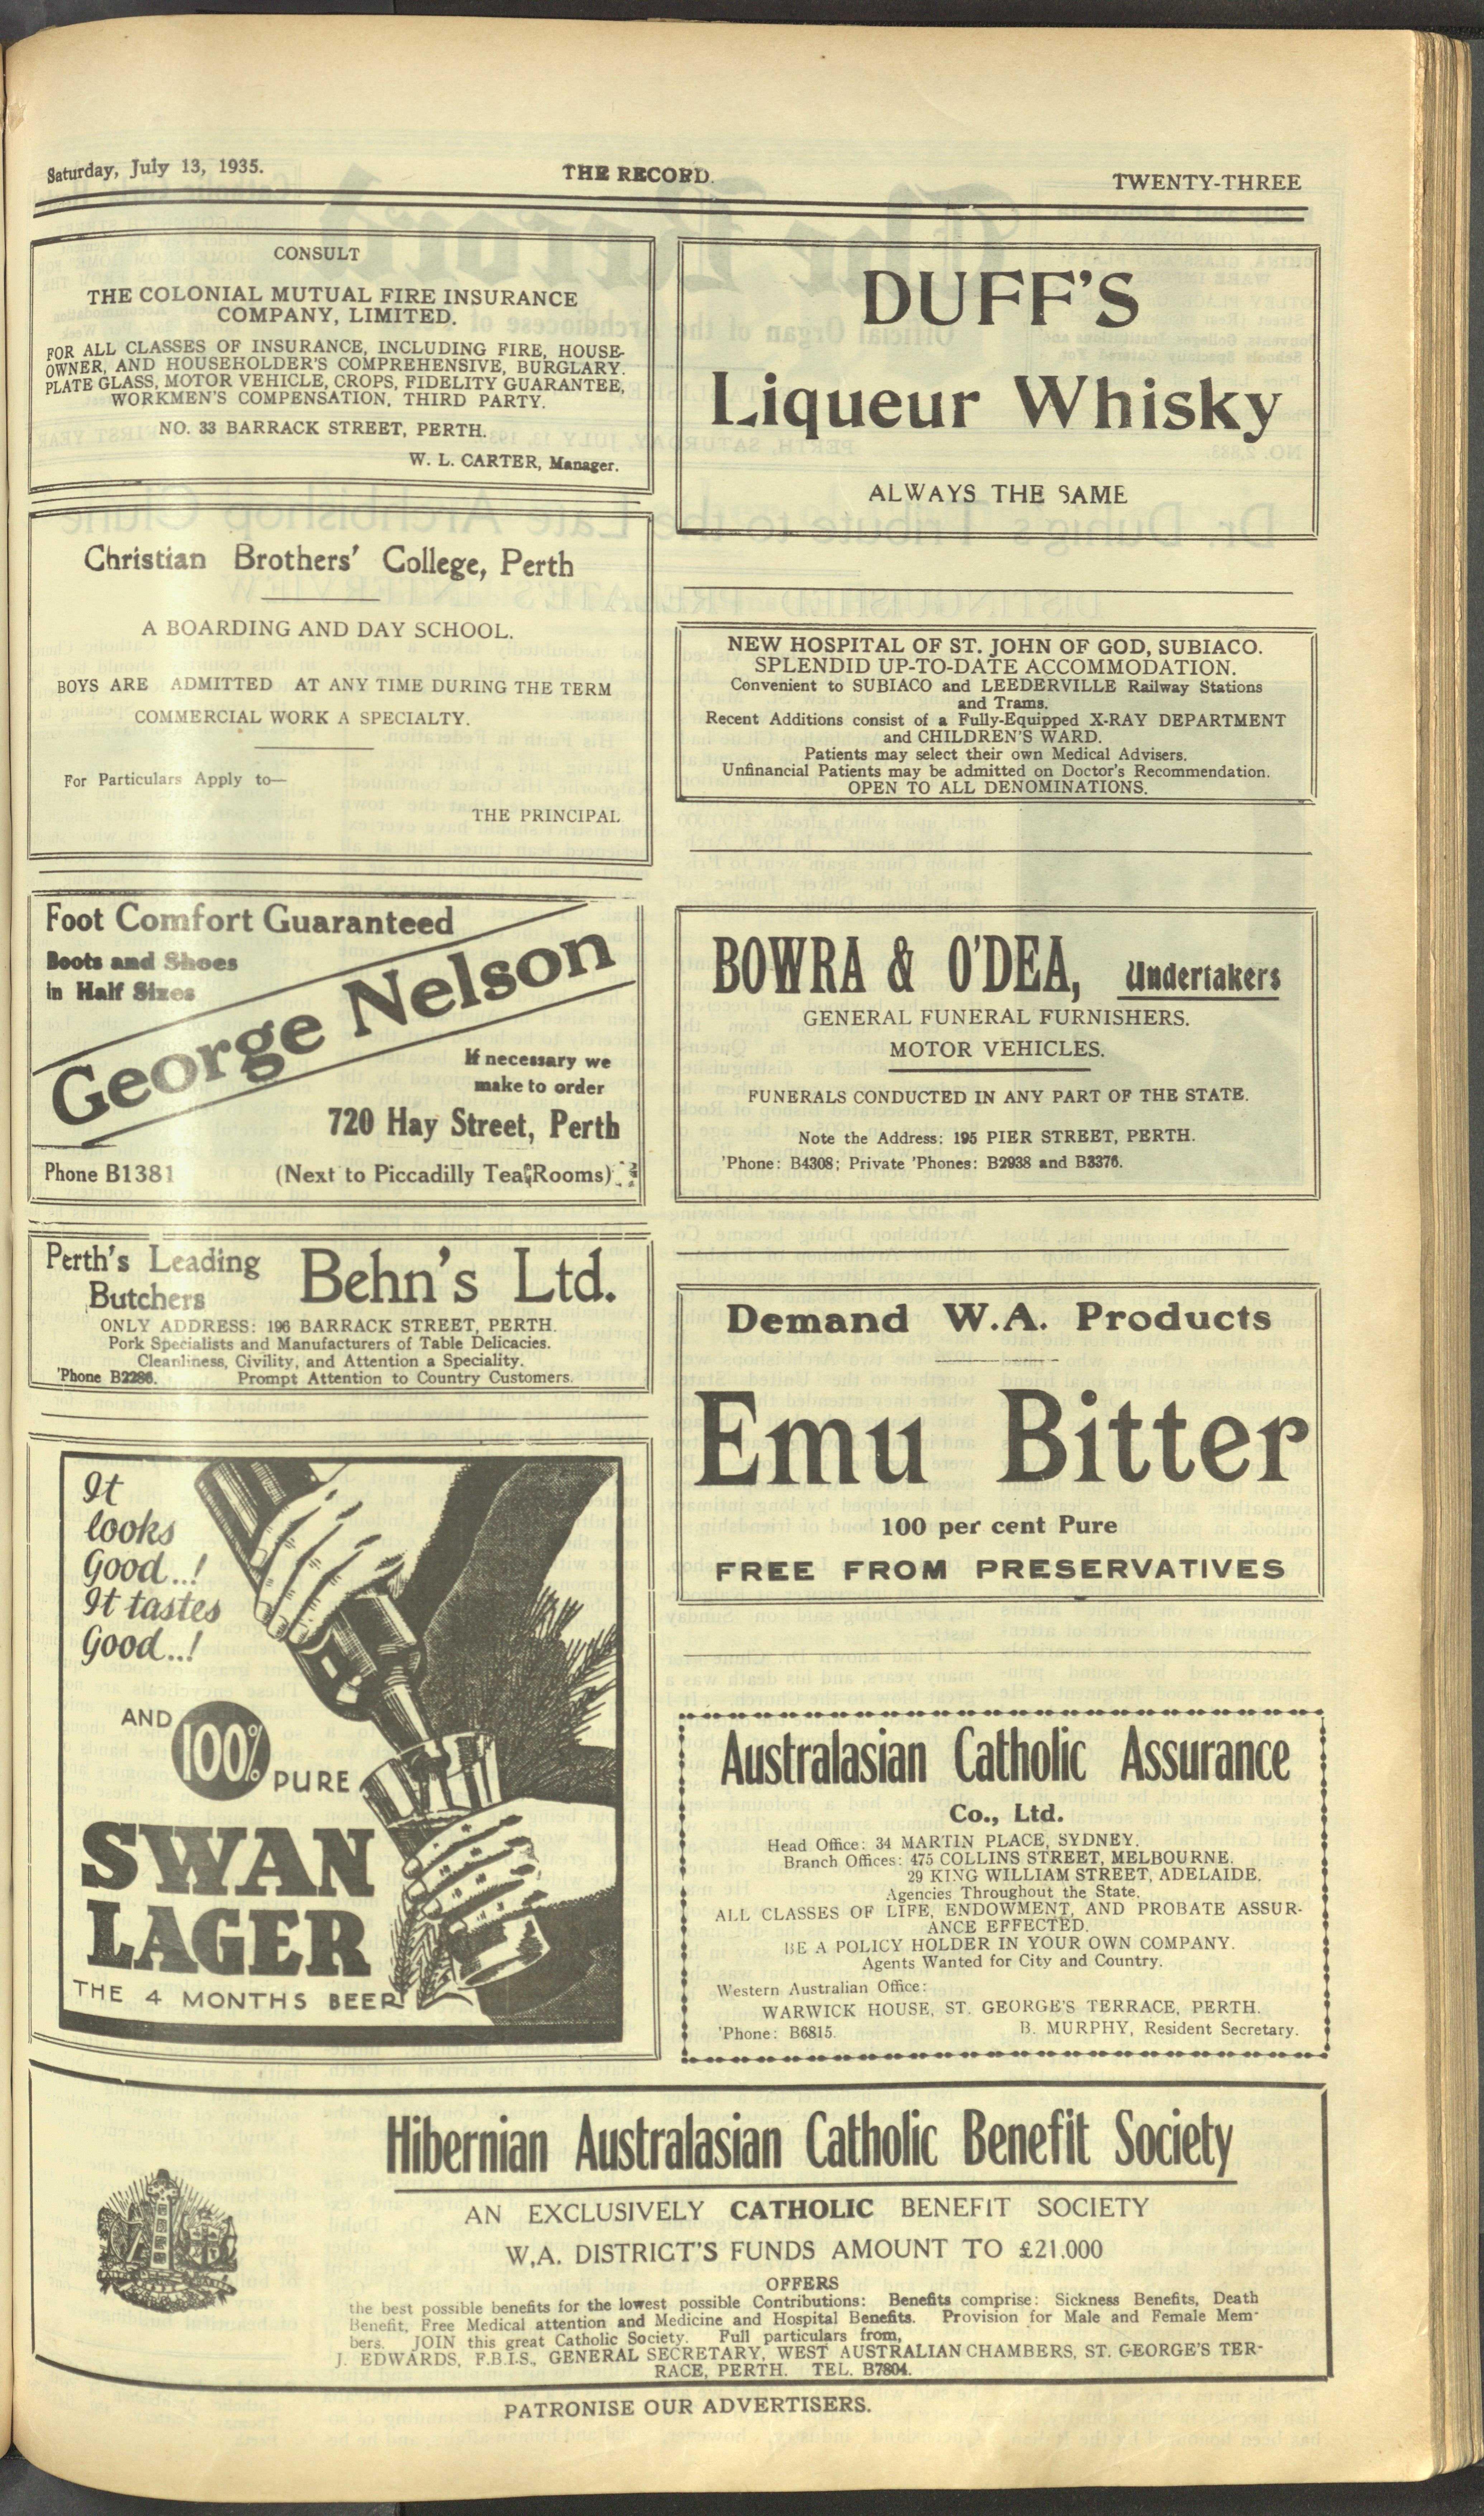 Saturday, July 13, 1935.
THE RECORD.
TWENTY-THREE
CONSULT
THE COLONIAL MUTUAL FIRE INSURANCE
COMPANY, LIMITED.
FOR ALL CLASSES OF INSURANCE, INCLUDING FIRE, HOUSE-
OWNER, AND HOUSEHOLDER'S COMPREHENSIVE, BURGLARY.
PLATE GLASS, MOTOR VEHICLE, CROPS, FIDELITY GUARANTEE,
WORKMEN'S COMPENSATION, THIRD PARTY.
NO. 33 BARRACK STREET, PERTH.
W. L. CARTER, Manager.
Christian Brothers' College, Perth
A BOARDING AND DAY SCHOOL.
BOYS ARE ADMITTED AT ANY TIME DURING THE TERM
COMMERCIAL WORK A SPECIALTY.
For Particulars Apply to—
THE PRINCIPAL
Foot Comfort Guaranteed
Boots and Shoes
in Half Sizes
George Nelson
If necessary we
make to order
720 Hay Street, Perth
Phone B1381 (Next to Piccadilly Tea Rooms)
Perth's Leading
Butchers
Behn's Ltd.
ONLY ADDRESS: 196 BARRACK STREET, PERTH.
Pork Specialists and Manufacturers of Table Delicacies.
Cleanliness, Civility, and Attention a Speciality.
'Phone B2286. Prompt Attention to Country Customers.
It
looks
Good..!
It tastes
Good..!
AND
100%
PURE
SWAN
LAGER
THE 4 MONTHS BEER
DUFF'S
Liqueur Whisky
ALWAYS THE SAME
NEW HOSPITAL OF ST. JOHN OF GOD, SUBIACO.
SPLENDID UP-TO-DATE ACCOMMODATION.
Convenient to SUBIACO and LEEDERVILLE Railway Stations
and Trams.
Recent Additions consist of a Fully-Equipped X-RAY DEPARTMENT
and CHILDREN'S WARD.
Patients may select their own Medical Advisers.
Unfinancial Patients may be admitted on Doctor's Recommendation.
OPEN TO ALL DENOMINATIONS.
BOWRA & O'DEA, Undertakers
GENERAL FUNERAL FURNISHERS.
MOTOR VEHICLES.
FUNERALS CONDUCTED IN ANY PART OF THE STATE.
Note the Address: 195 PIER STREET, PERTH.
'Phone: B4308; Private 'Phones: B2938 and B3376.
Demand W.A. Products
Emu Bitter
100 per cent Pure
FREE FROM PRESERVATIVES
Australasian Catholic Assurance
Co., Ltd.
Head Office: 34 MARTIN PLACE, SYDNEY.
Branch Offices: 475 COLLINS STREET, MELBOURNE.
29 KING WILLIAM STREET, ADELAIDE.
Agencies Throughout the State.
ALL CLASSES OF LIFE, ENDOWMENT, AND PROBATE ASSUR-
ANCE EFFECTED.
BE A POLICY HOLDER IN YOUR OWN COMPANY.
Agents Wanted for City and Country.
Western Australian Office:
WARWICK HOUSE, ST. GEORGE'S TERRACE, PERTH.
'Phone: B6815. B. MURPHY, Resident Secretary.
Hibernian Australasian Catholic Benefit Society
AN EXCLUSIVELY CATHOLIC BENEFIT SOCIETY
W.A. DISTRICT'S FUNDS AMOUNT TO £21.000
OFFERS
the best possible benefits for the lowest possible Contributions: Benefits comprise: Sickness Benefits, Death
Benefit, Free Medical attention and Medicine and Hospital Benefits. Provision for Male and Female Mem-
bers. JOIN this great Catholic Society. Full particulars from,
J. EDWARDS, F.B.I.S., GENERAL SECRETARY, WEST AUSTRALIAN CHAMBERS, ST. GEORGE'S TER-
RACE, PERTH. TEL. B7804.
PATRONISE OUR ADVERTISERS.